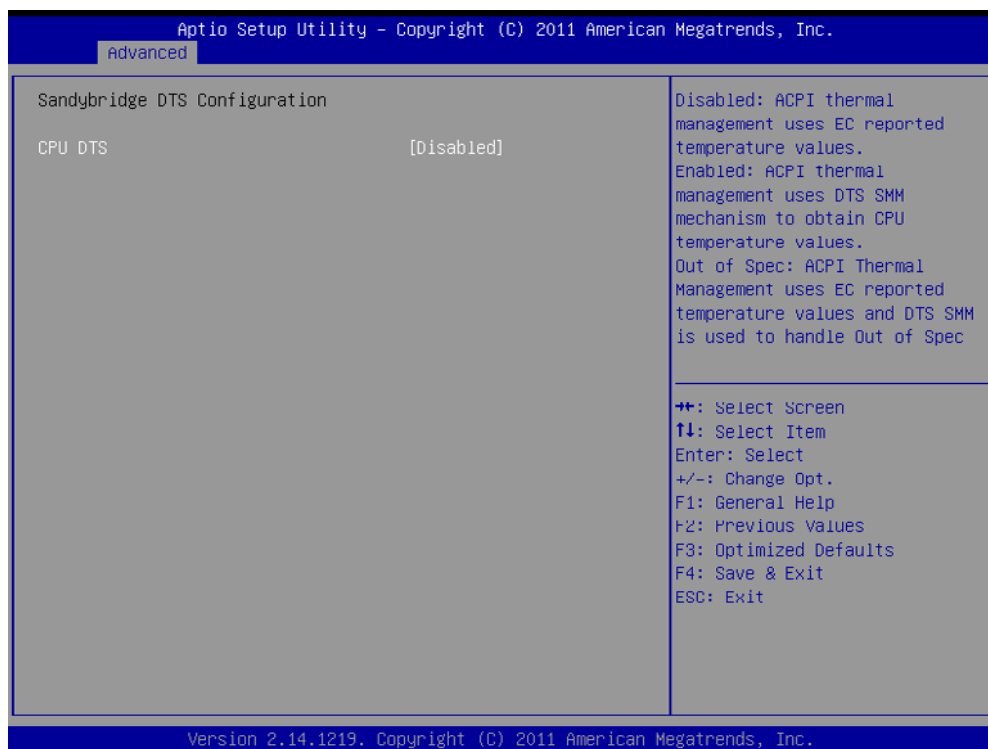 Aptio Setup Utility – Copyright (C) 2011 American Megatrends, Inc.
Advanced
Sandybridge DTS Configuration
CPU DTS [Disabled]
Disabled: ACPI thermal
management uses EC reported
temperature values.
Enabled: ACPI thermal
management uses DTS SMM
mechanism to obtain CPU
temperature values.
Out of Spec: ACPI Thermal
Management uses EC reported
temperature values and DTS SMM
is used to handle Out of Spec
→←: Select Screen
↑↓: Select Item
Enter: Select
+/-: Change Opt.
F1: General Help
F2: Previous Values
F3: Optimized Defaults
F4: Save & Exit
ESC: Exit
Version 2.14.1219. Copyright (C) 2011 American Megatrends, Inc.